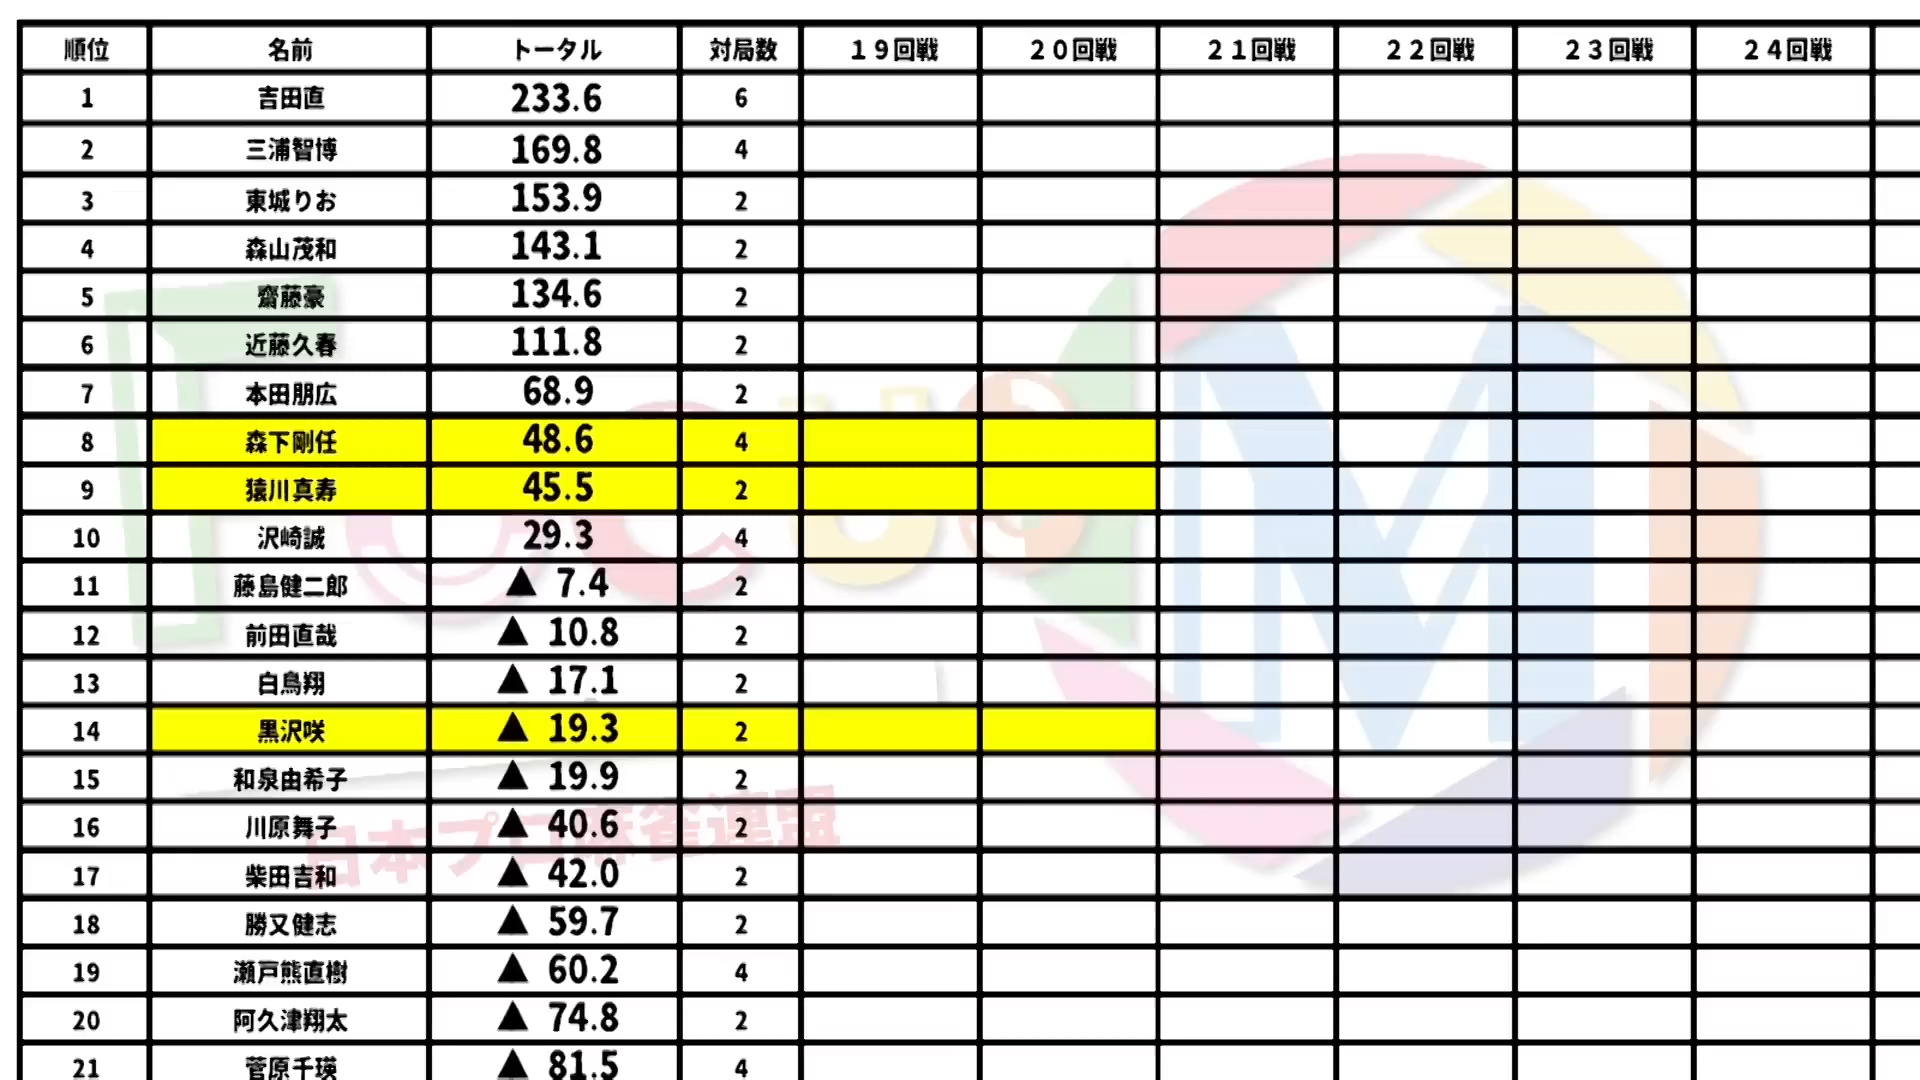 順位 名前 トータル 対局数 19回戦 20回戦 21回戦 22回戦 23回戦 24回戦
1 吉田直 233.6 6
2 三浦智博 169.8 4
3 東城りお 153.9 2
4 森山茂和 143.1 2
5 齋藤豪 134.6 2
6 近藤久春 111.8 2
7 本田朋広 68.9 2
8 森下剛任 48.6 4
9 猿川真寿 45.5 2
10 沢崎誠 29.3 4
11 藤島健二郎 ▲ 7.4 2
12 前田直哉 ▲ 10.8 2
13 白鳥翔 ▲ 17.1 2
14 黒沢咲 ▲ 19.3 2
15 和泉由希子 ▲ 19.9 2
16 川原舞子 ▲ 40.6 2
17 柴田吉和 ▲ 42.0 2
18 勝又健志 ▲ 59.7 2
19 瀬戸熊直樹 ▲ 60.2 4
20 阿久津翔太 ▲ 74.8 2
21 菅原千瑛 ▲ 81.5 4
Focus M
日本プロ麻雀連盟